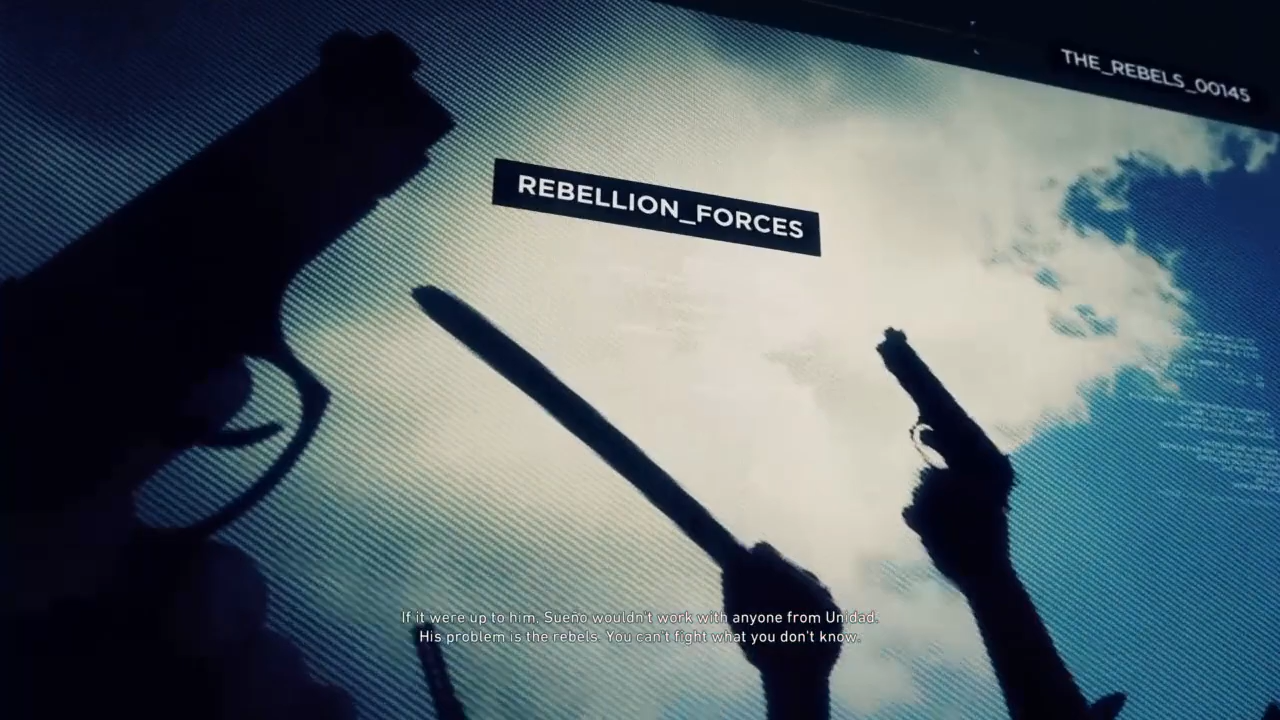 THE_REBELS_00145
REBELLION_FORCES
If it were up to him, Sueño wouldn't work with anyone from Unidad.
His problem is the rebels. You can't fight what you don't know.